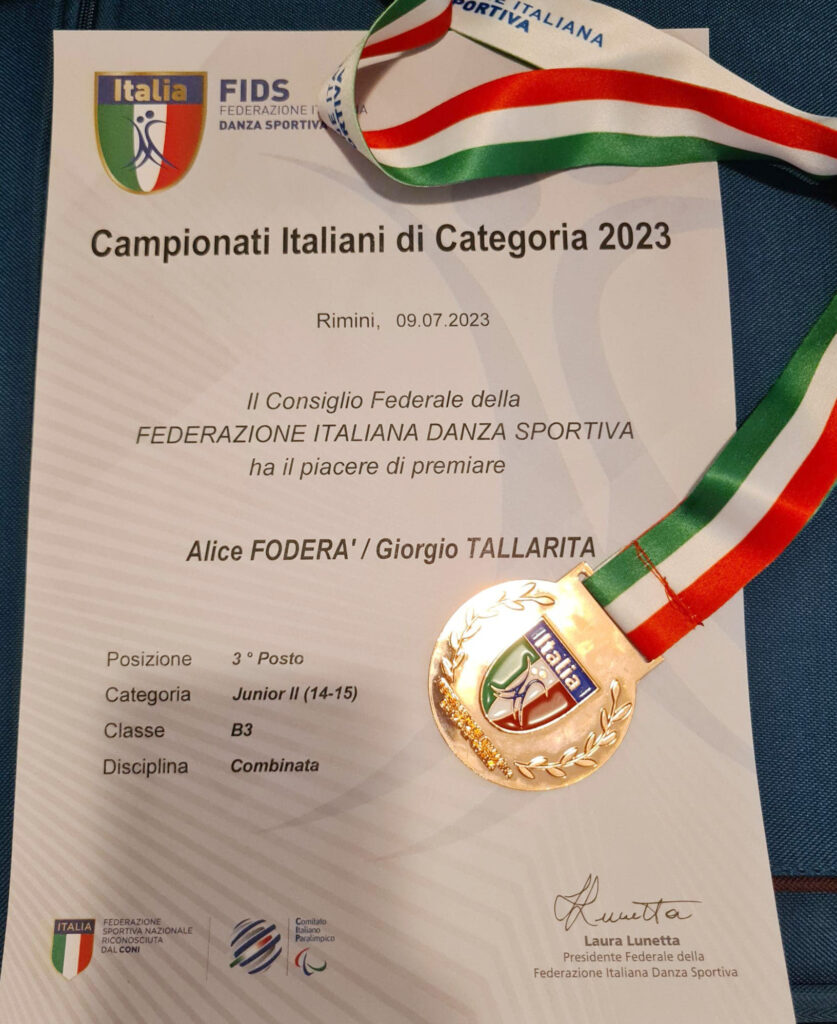 E ITALIANA
PORTIVA
Italia
FIDS
FEDERAZIONE
DANZA SPORTIVA
Campionati Italiani di Categoria 2023
Rimini, 09.07.2023
Il Consiglio Federale della
FEDERAZIONE ITALIANA DANZA SPORTIVA
ha il piacere di premiare
Alice FODERA' / Giorgio TALLARITA
Italia
Posizione 3 ° Posto
Categoria Junior II (14-15)
Classe B3
Disciplina Combinata
Lunetta
Laura Lunetta
Presidente Federale della
Federazione Italiana Danza Sportiva
ITALIA
FEDERAZIONE
SPORTIVA NAZIONALE
RICONOSCIUTA
DAL CONI
Comitato
Italiano
Paralimpico